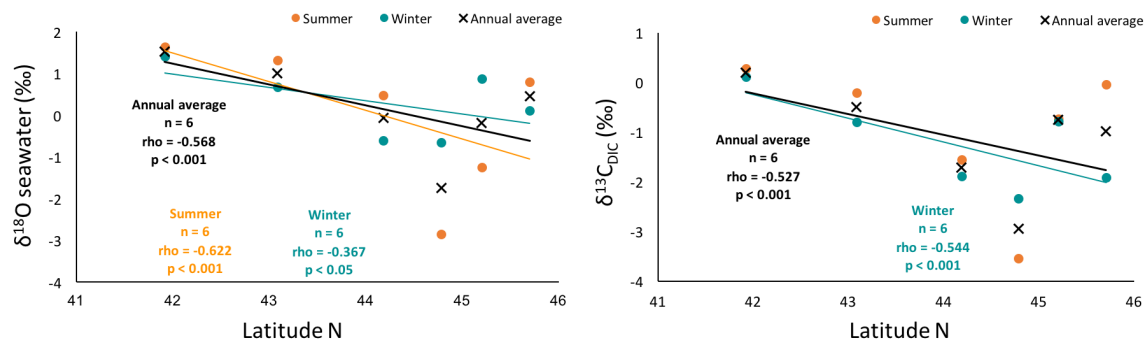 Summer Winter Annual average
2
1
0
-1
-2
-3
-4
δ18O seawater (‰)
Annual average
n = 6
rho = -0.568
p < 0.001
Summer
n = 6
rho = -0.622
p < 0.001
Winter
n = 6
rho = -0.367
p < 0.05
41 42 43 44 45 46
Latitude N
Summer Winter Annual average
1
0
-1
-2
-3
-4
δ13CDIC (‰)
Annual average
n = 6
rho = -0.527
p < 0.001
Winter
n = 6
rho = -0.544
p < 0.001
41 42 43 44 45 46
Latitude N